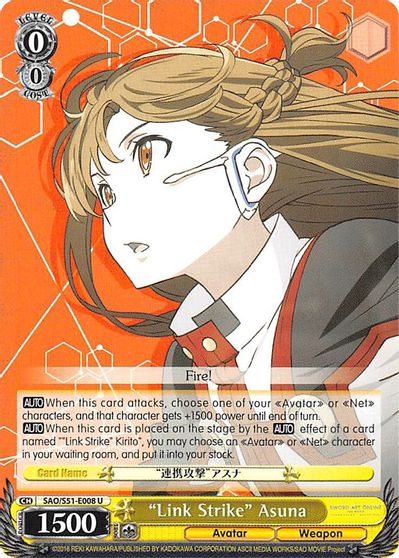 LEVEL
0
0
COST
Fire!
AUTO When this card attacks, choose one of your «Avatar» or «Net»
characters, and that character gets +1500 power until end of turn.
AUTO When this card is placed on the stage by the AUTO effect of a card
named ""Link Strike" Kirito", you may choose an «Avatar» or «Net» character
in your waiting room, and put it into your stock.
Card Name
"連携攻撃"アスナ
CH
SAO/SS1-E008 U
1500
"Link Strike" Asuna
SWORD ART ONLINE
Avatar
Weapon
©2016 REKI KAWAHARA/PUBLISHED BY KADOKAWA CORPORATION ASCII MEDIA WORKS/SAO MOVIE Project